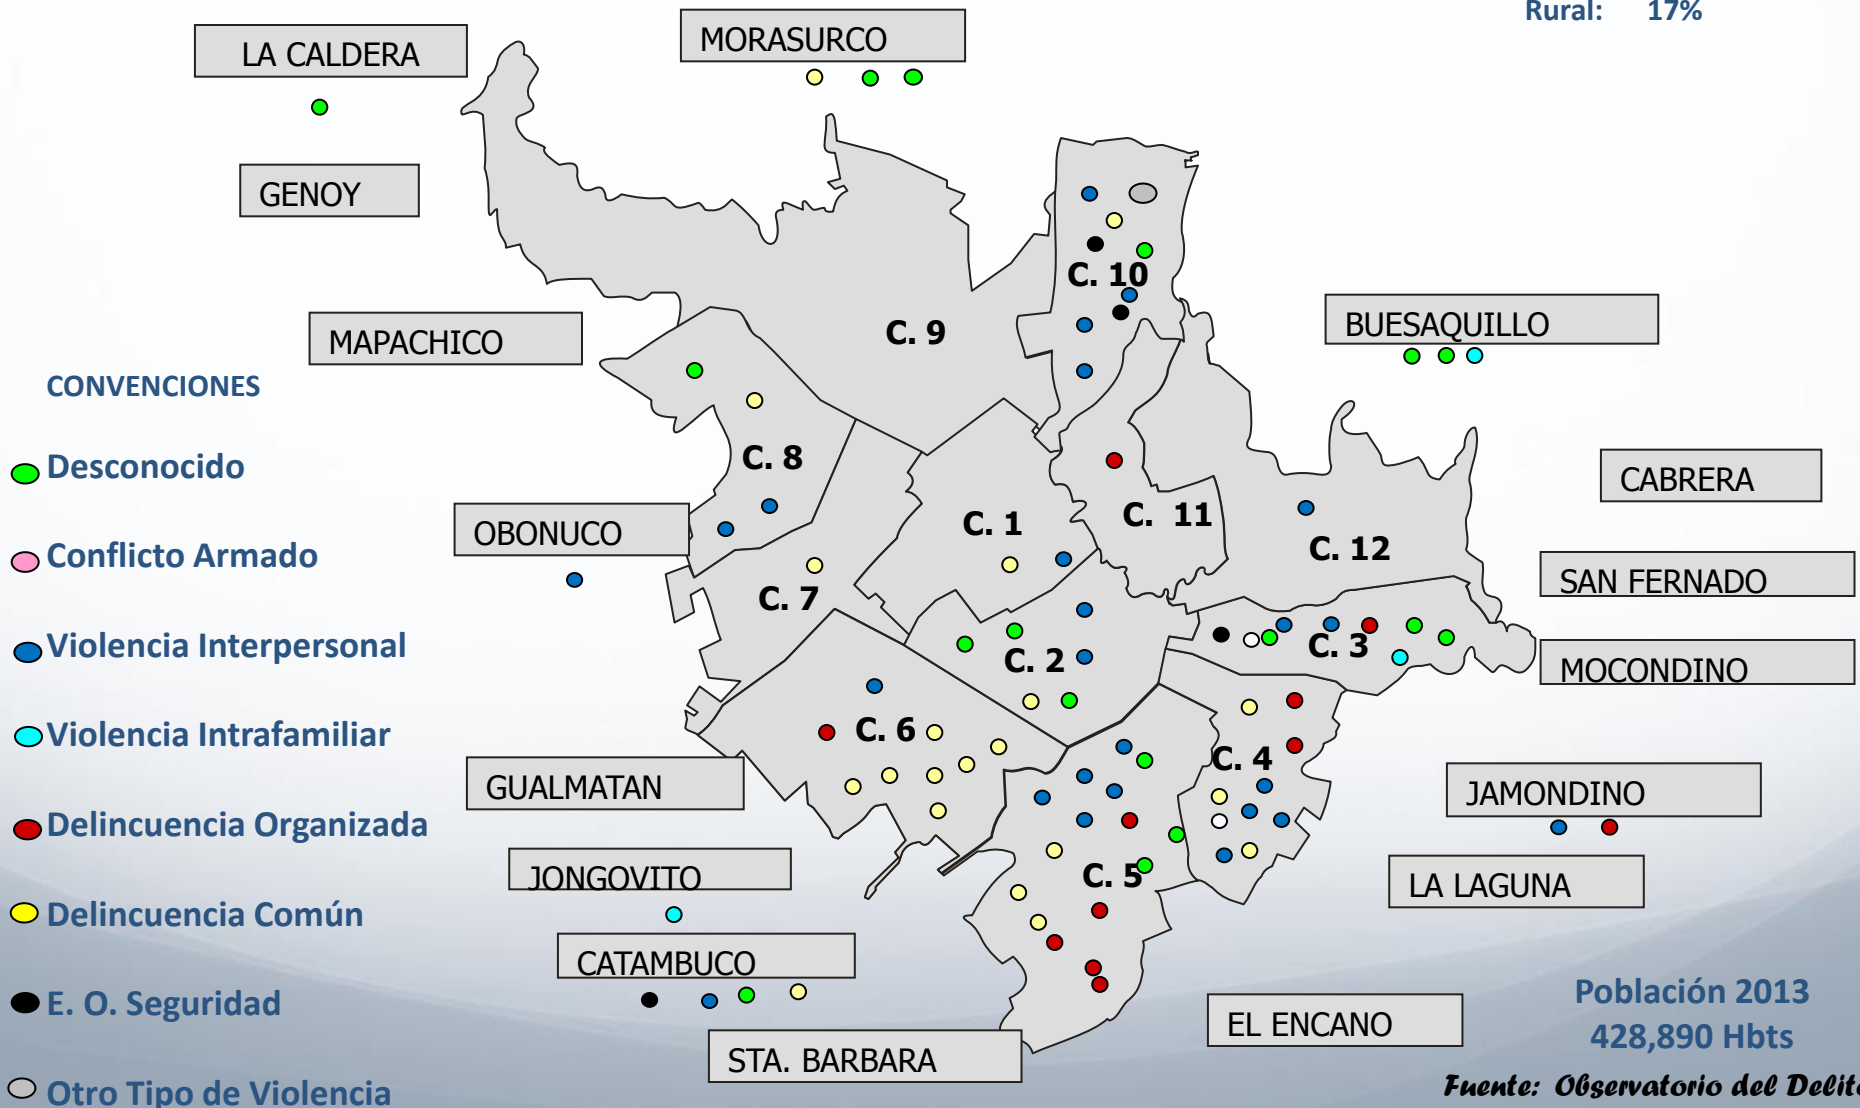 Rural: 17%
MORASURCO
LA CALDERA
GENOY
C. 10
MAPACHICO
C. 9
BUESAQUILLO
CONVENCIONES
Desconocido
C. 8
CABRERA
OBONUCO
C. 1
C. 11
C. 12
Conflicto Armado
SAN FERNADO
C. 7
Violencia Interpersonal
C. 2
C. 3
MOCONDINO
Violencia Intrafamiliar
C. 6
C. 4
GUALMATAN
JAMONDINO
Delincuencia Organizada
JONGOVITO
C. 5
LA LAGUNA
Delincuencia Común
CATAMBUCO
E. O. Seguridad
Población 2013
428,890 Hbts
EL ENCANO
STA. BARBARA
Otro Tipo de Violencia
Fuente: Observatorio del Delito